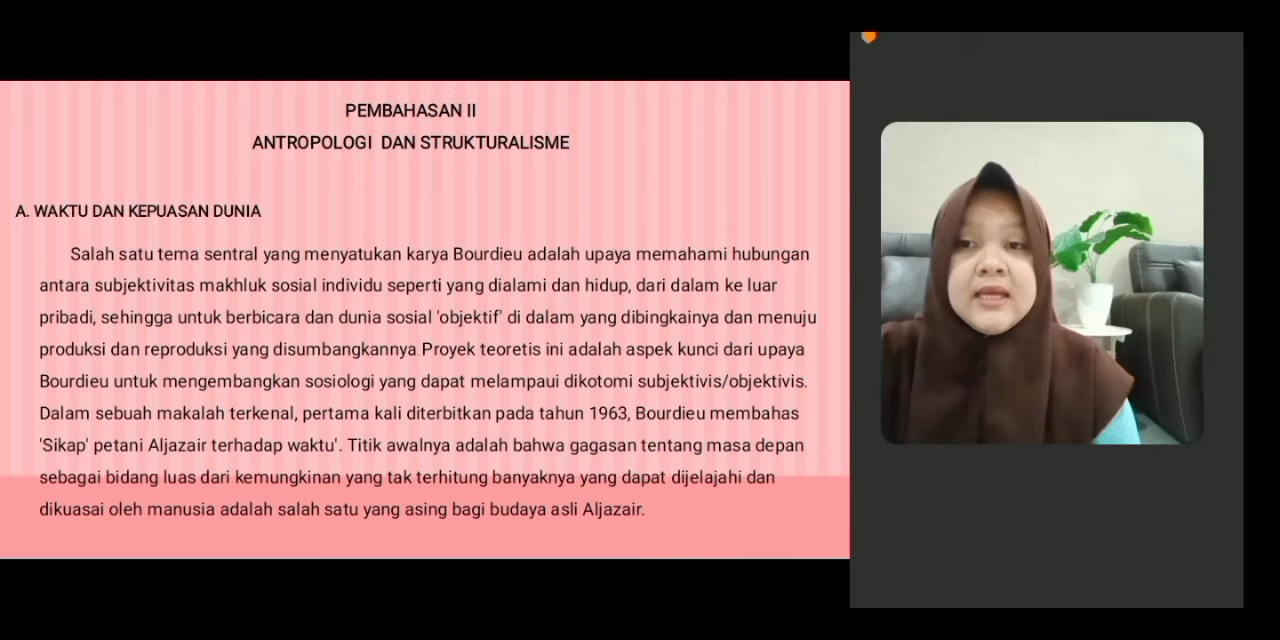 PEMBAHASAN II
ANTROPOLOGI DAN STRUKTURALISME
A. WAKTU DAN KEPUASAN DUNIA
Salah satu tema sentral yang menyatukan karya Bourdieu adalah upaya memahami hubungan
antara subjektivitas makhluk sosial individu seperti yang dialami dan hidup, dari dalam ke luar
pribadi, sehingga untuk berbicara dan dunia sosial 'objektif' di dalam yang dibingkainya dan menuju
produksi dan reproduksi yang disumbangkannya. Proyek teoretis ini adalah aspek kunci dari upaya
Bourdieu untuk mengembangkan sosiologi yang dapat melampaui dikotomi subjektivis/objektivis.
Dalam sebuah makalah terkenal, pertama kali diterbitkan pada tahun 1963, Bourdieu membahas
'Sikap' petani Aljazair terhadap waktu'. Titik awalnya adalah bahwa gagasan tentang masa depan
sebagai bidang luas dari kemungkinan yang tak terhitung banyaknya yang dapat dijelajahi dan
dikuasai oleh manusia adalah salah satu yang asing bagi budaya asli Aljazair.